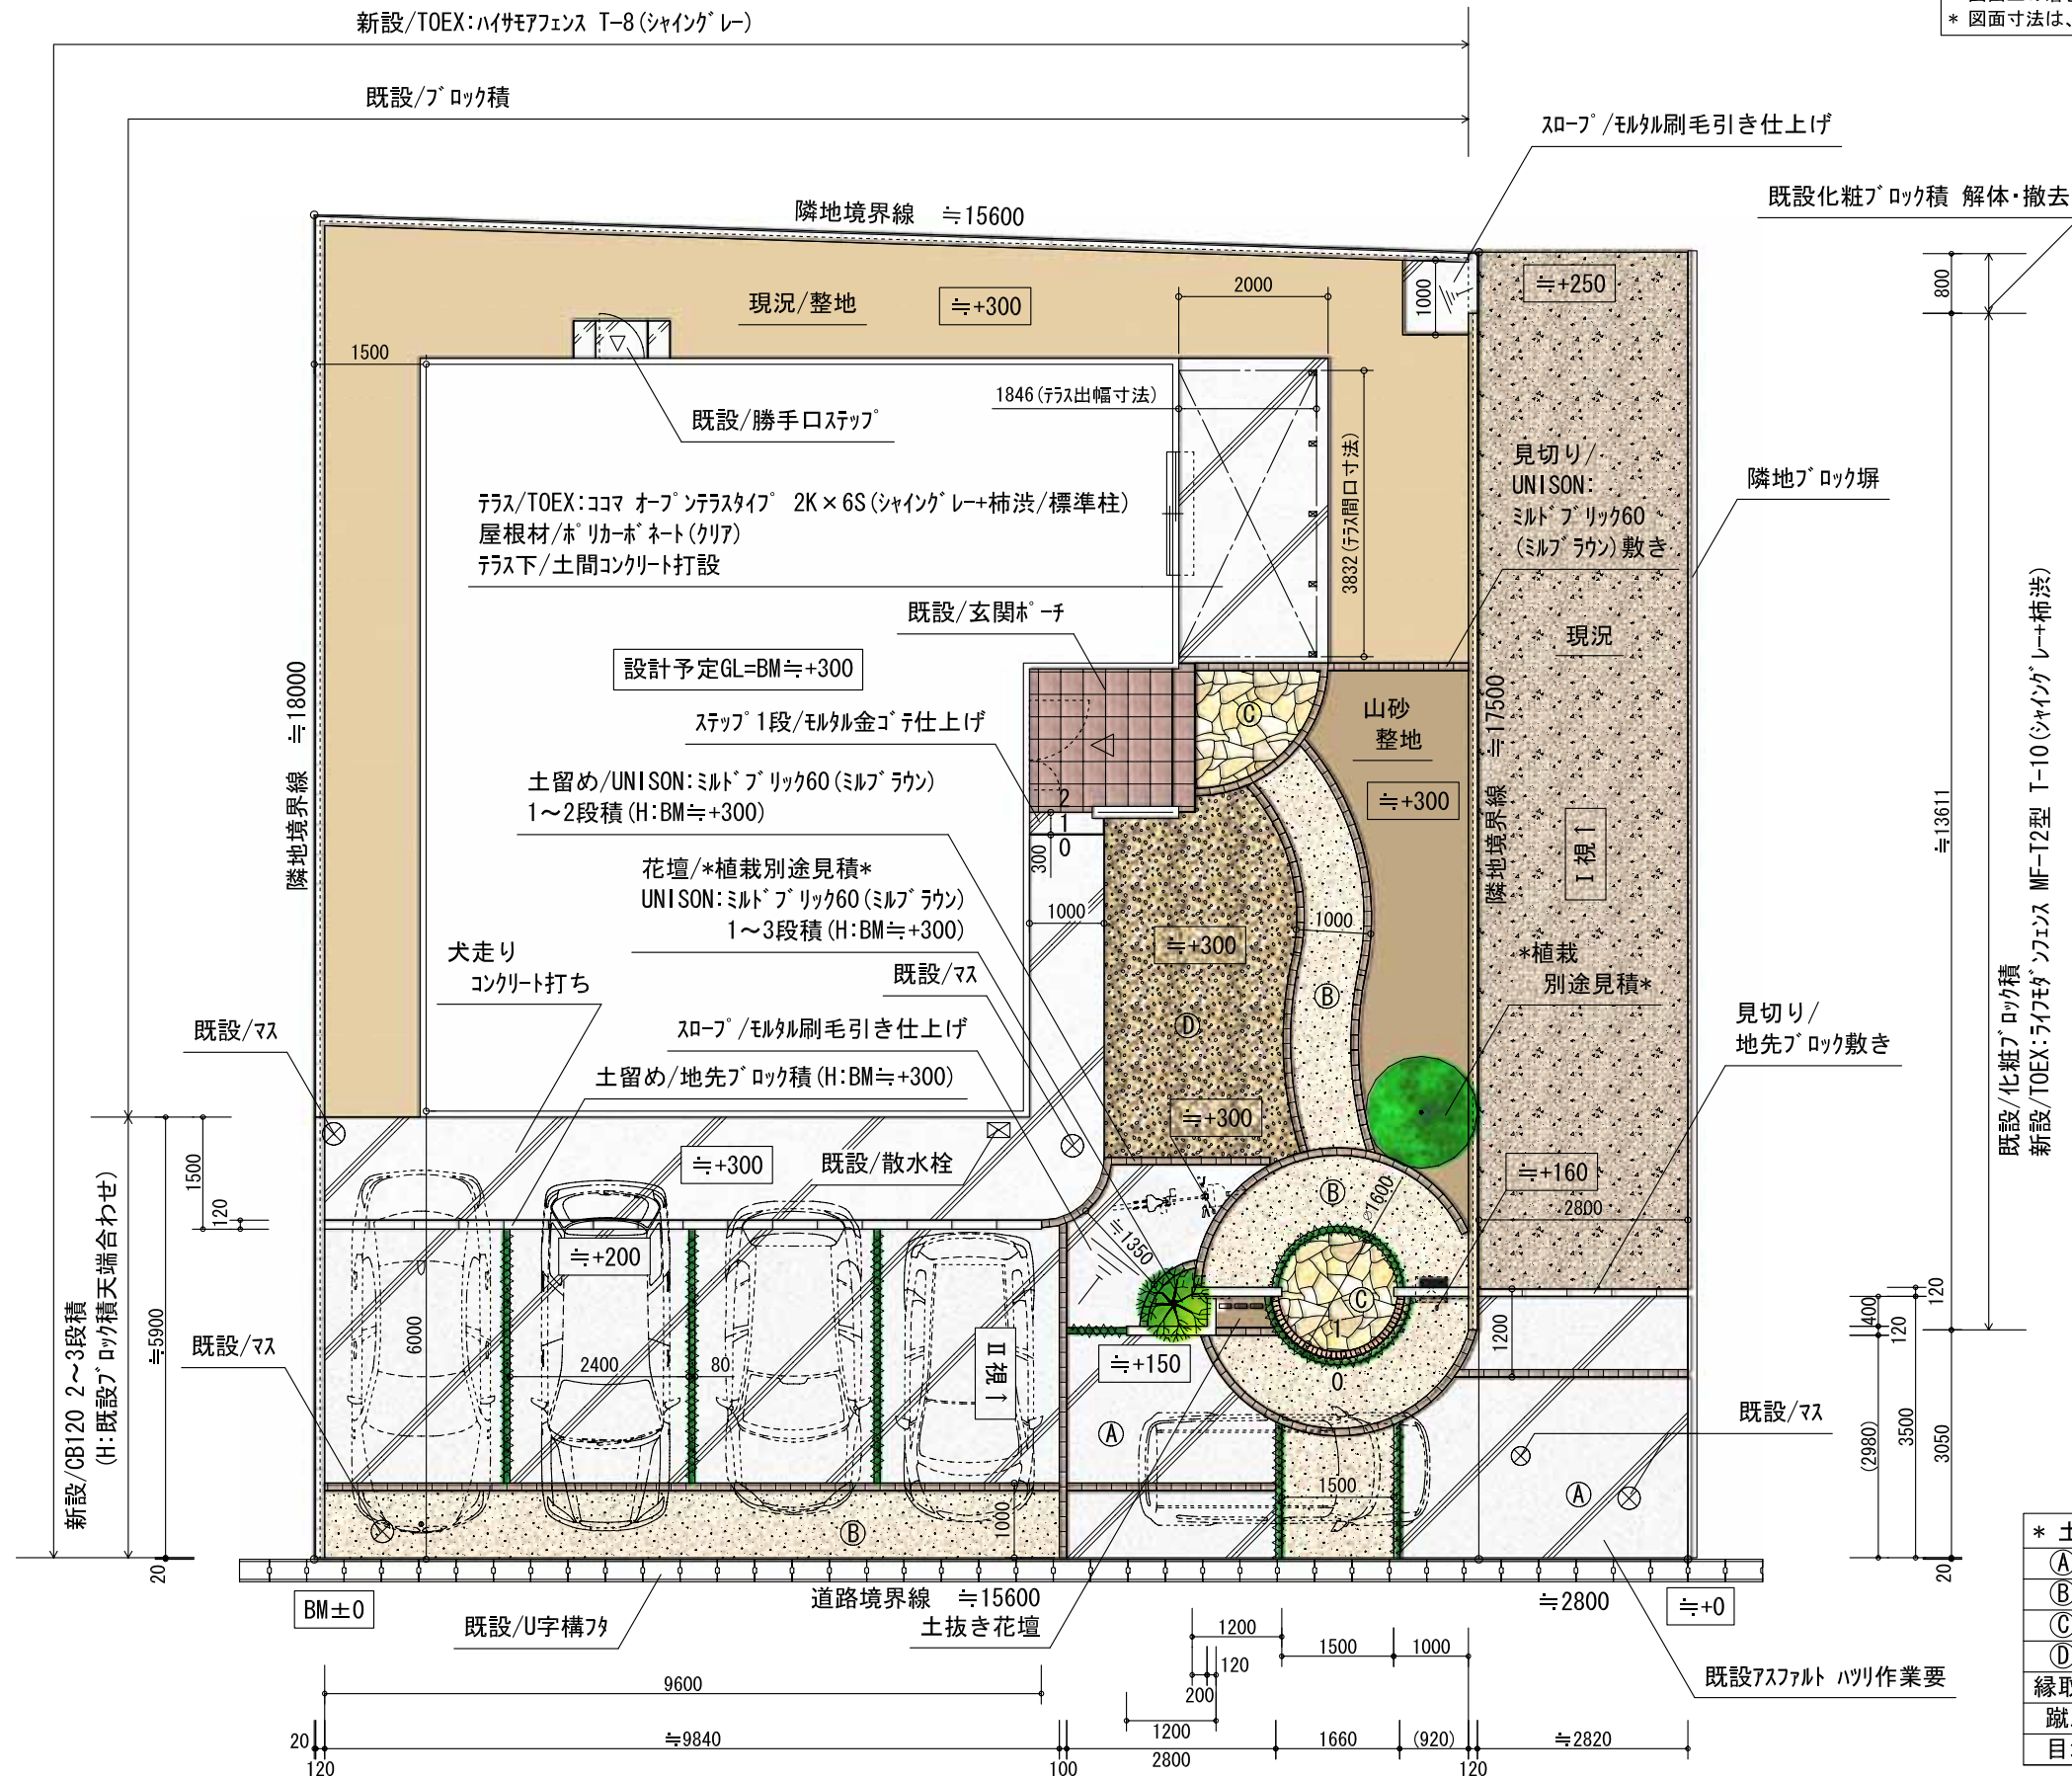 新設/TOEX:ﾊｲｻﾓｱﾌｪﾝｽ T-8(ｼｬｲﾝｸﾞﾚｰ)
* 図面寸法は、
既設/ﾌﾞﾛｯｸ積
ｽﾛｰﾌﾟ/ﾓﾙﾀﾙ刷毛引き仕上げ
既設化粧ﾌﾞﾛｯｸ積 解体・撤去
隣地境界線 ≒15600
≒+250
現況/整地
≒+300
2000
1000
800
1500
既設/勝手口ｽﾃｯﾌﾟ
1846(ﾃﾗｽ出幅寸法)
3832(ﾃﾗｽ間口寸法)
見切り/
UNISON:
ﾐﾙﾄﾞﾌﾞﾘｯｸ60
(ﾐﾙﾌﾞﾗｳﾝ)敷き
隣地ﾌﾞﾛｯｸ塀
ﾃﾗｽ/TOEX:ｺｺﾏ ｵｰﾌﾟﾝﾃﾗｽﾀｲﾌﾟ 2K×6S(ｼｬｲﾝｸﾞﾚｰ+柿渋/標準柱)
屋根材/ﾎﾟﾘｶｰﾎﾞﾈｰﾄ(ｸﾘｱ)
ﾃﾗｽ下/土間ｺﾝｸﾘｰﾄ打設
既設/玄関ﾎﾟｰﾁ
現況
設計予定GL=BM≒+300
隣地境界線 ≒18000
隣地境界線 ≒17500
ｽﾃｯﾌﾟ1段/ﾓﾙﾀﾙ金ｺﾞﾃ仕上げ
Ⓒ
山砂
整地
≒+300
土留め/UNISON:ﾐﾙﾄﾞﾌﾞﾘｯｸ60(ﾐﾙﾌﾞﾗｳﾝ)
1～2段積(H:BM≒+300)
2
1
0
300
Ⅰ視↑
≒13611
花壇/*植栽別途見積*
UNISON:ﾐﾙﾄﾞﾌﾞﾘｯｸ60(ﾐﾙﾌﾞﾗｳﾝ)
1～3段積(H:BM≒+300)
1000
≒+300
1000
犬走り
ｺﾝｸﾘｰﾄ打ち
既設/ﾏｽ
*植栽
別途見積*
Ⓑ
Ⓓ
既設/ﾏｽ
ｽﾛｰﾌﾟ/ﾓﾙﾀﾙ刷毛引き仕上げ
見切り/
地先ﾌﾞﾛｯｸ敷き
土留め/地先ﾌﾞﾛｯｸ積(H:BM≒+300)
既設/化粧ﾌﾞﾛｯｸ積
新設/TOEX:ﾗｲﾌﾓﾀﾞﾝﾌｪﾝｽ MF-T2型 T-10(ｼｬｲﾝｸﾞﾚｰ+柿渋)
≒+300
1500
120
≒+300
既設/散水栓
≒+160
Ⓑ
⌀1600
2800
≒+200
≒1350
新設/CB120 2～3段積
(H:既設ﾌﾞﾛｯｸ積天端合わせ)
≒5900
既設/ﾏｽ
6000
2400
80
Ⅱ視↑
≒+150
Ⓒ
1
0
1200
400
120
120
Ⓐ
既設/ﾏｽ
(2980)
3500
3050
Ⓐ
1500
1000
Ⓑ
20
20
BM±0
道路境界線 ≒15600
≒2800
≒+0
既設/U字構ﾌﾀ
土抜き花壇
1200
1500
1000
120
200
既設ｱｽﾌｧﾙﾄ ﾊﾂﾘ作業要
9600
1200
20
≒9840
2800
1660
(920)
≒2820
120
100
120
Ⓐ
Ⓑ
Ⓒ
Ⓓ